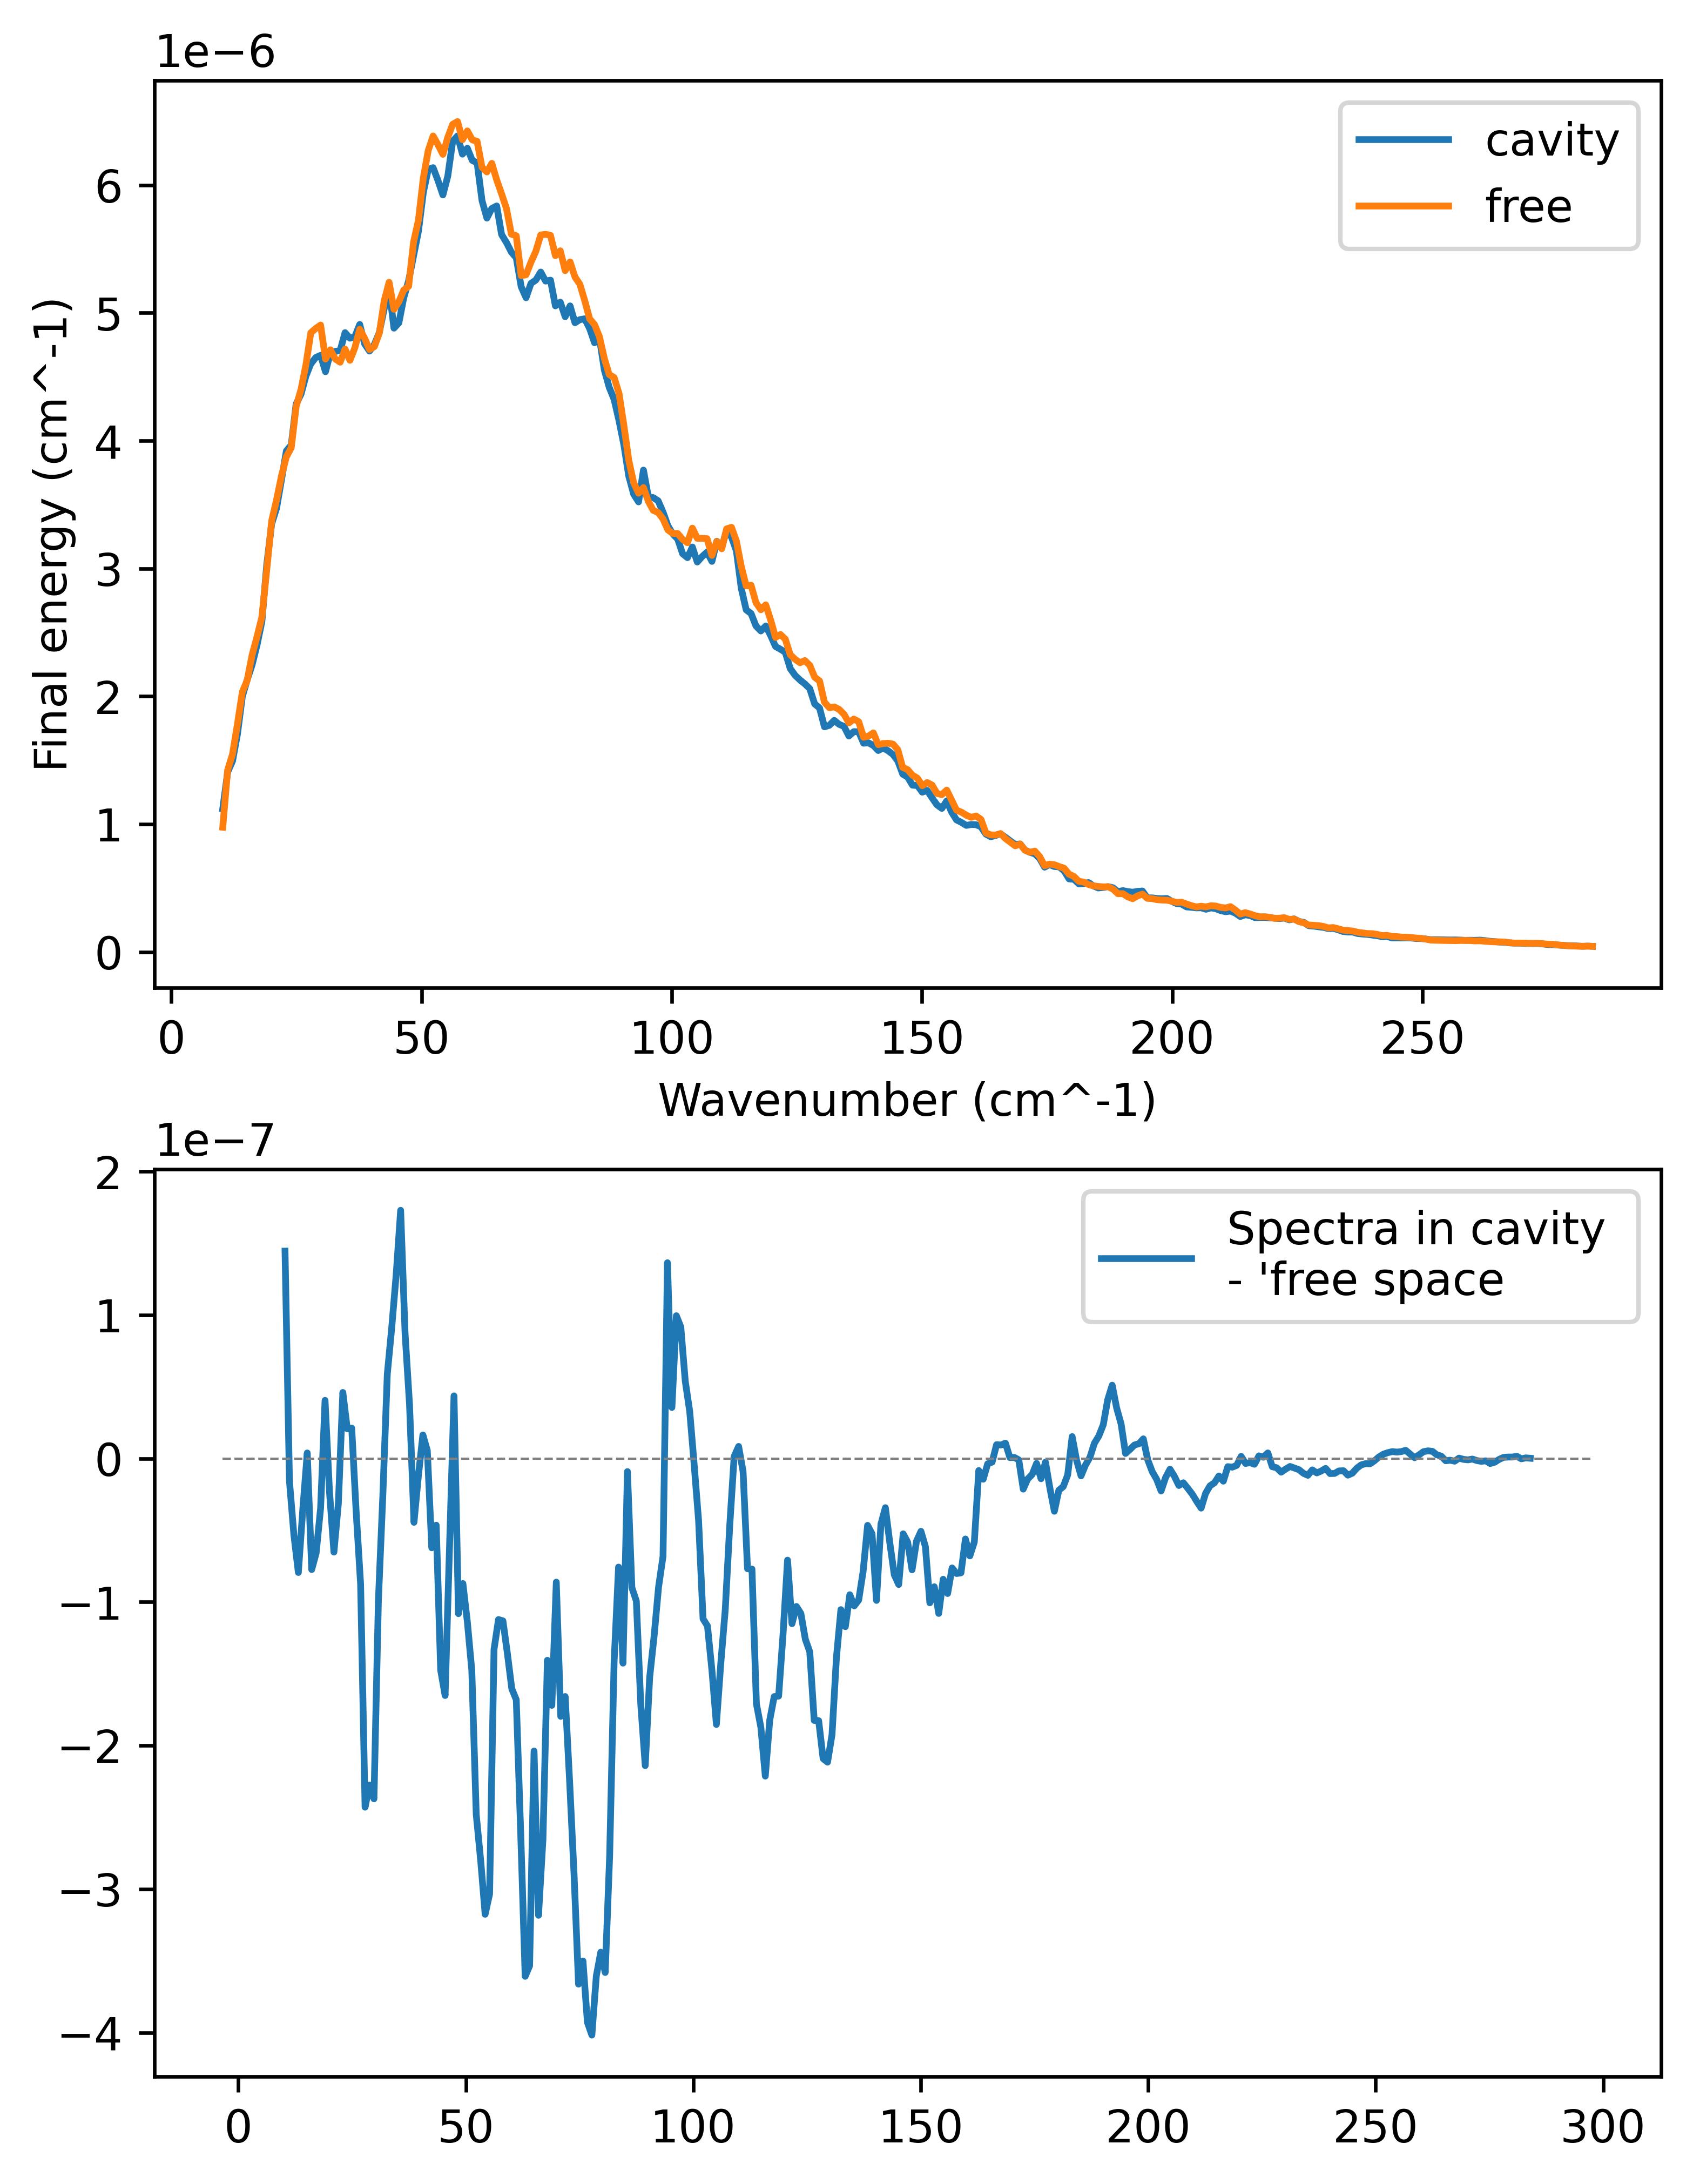 1e−6
cavity
free
6
5
4
3
2
1
0
Final energy (cm^-1)
0 50 100 150 200 250
Wavenumber (cm^-1)
1e−7
Spectra in cavity
- 'free space
2
1
0
−1
−2
−3
−4
0 50 100 150 200 250 300